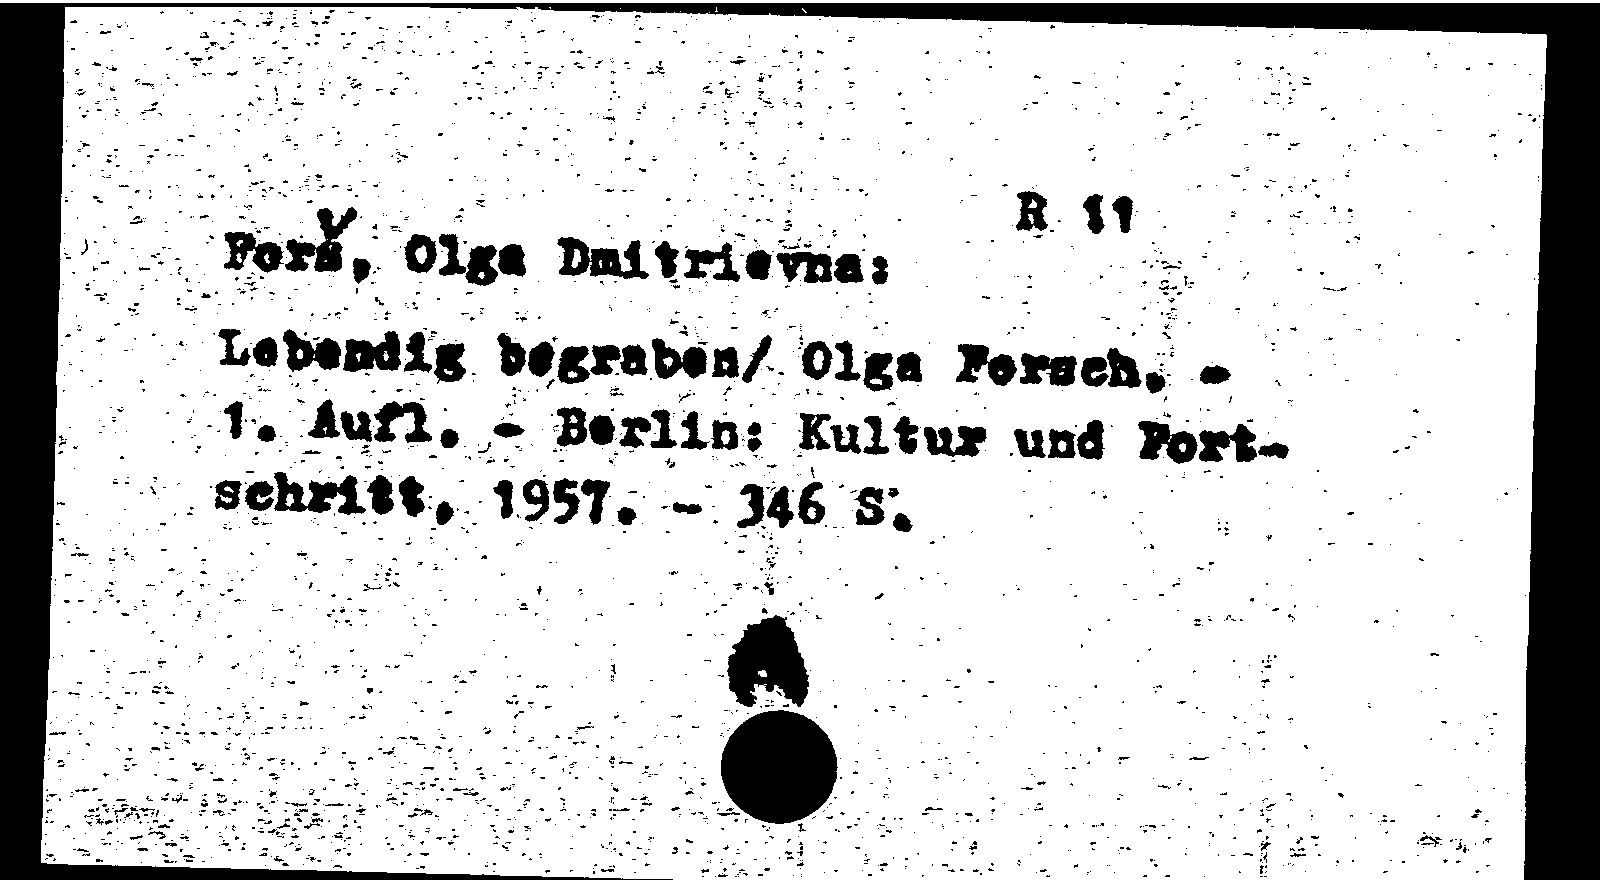 R 11
Forš, Olga Dmitrievna:
Lebendig begraben/ Olga Forsch. -
1. Aufl. - Berlin: Kultur und Fort-
schritt, 1957. - 346 S.